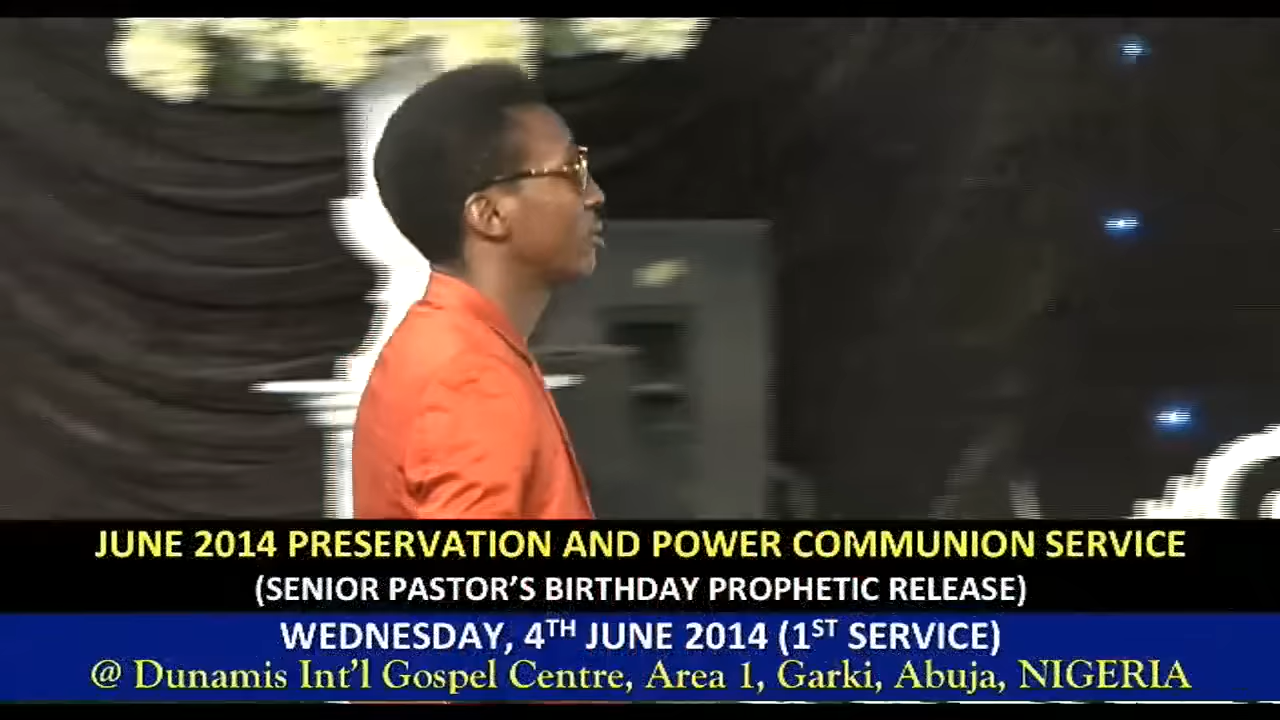 JUNE 2014 PRESERVATION AND POWER COMMUNION SERVICE
(SENIOR PASTOR'S BIRTHDAY PROPHETIC RELEASE)
WEDNESDAY, 4TH JUNE 2014 (1ST SERVICE)
@ Dunamis Int'l Gospel Centre, Area 1, Garki, Abuja, NIGERIA